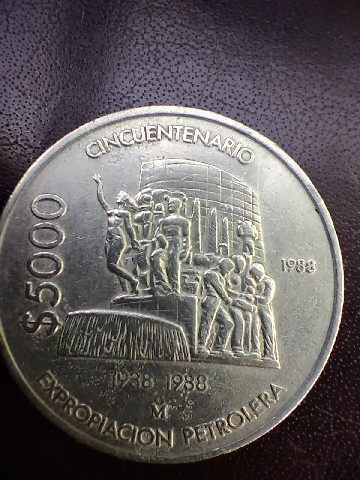 CINCUENTENARIO
$5000
1988
1938-1988
M̊
EXPROPIACION PETROLERA